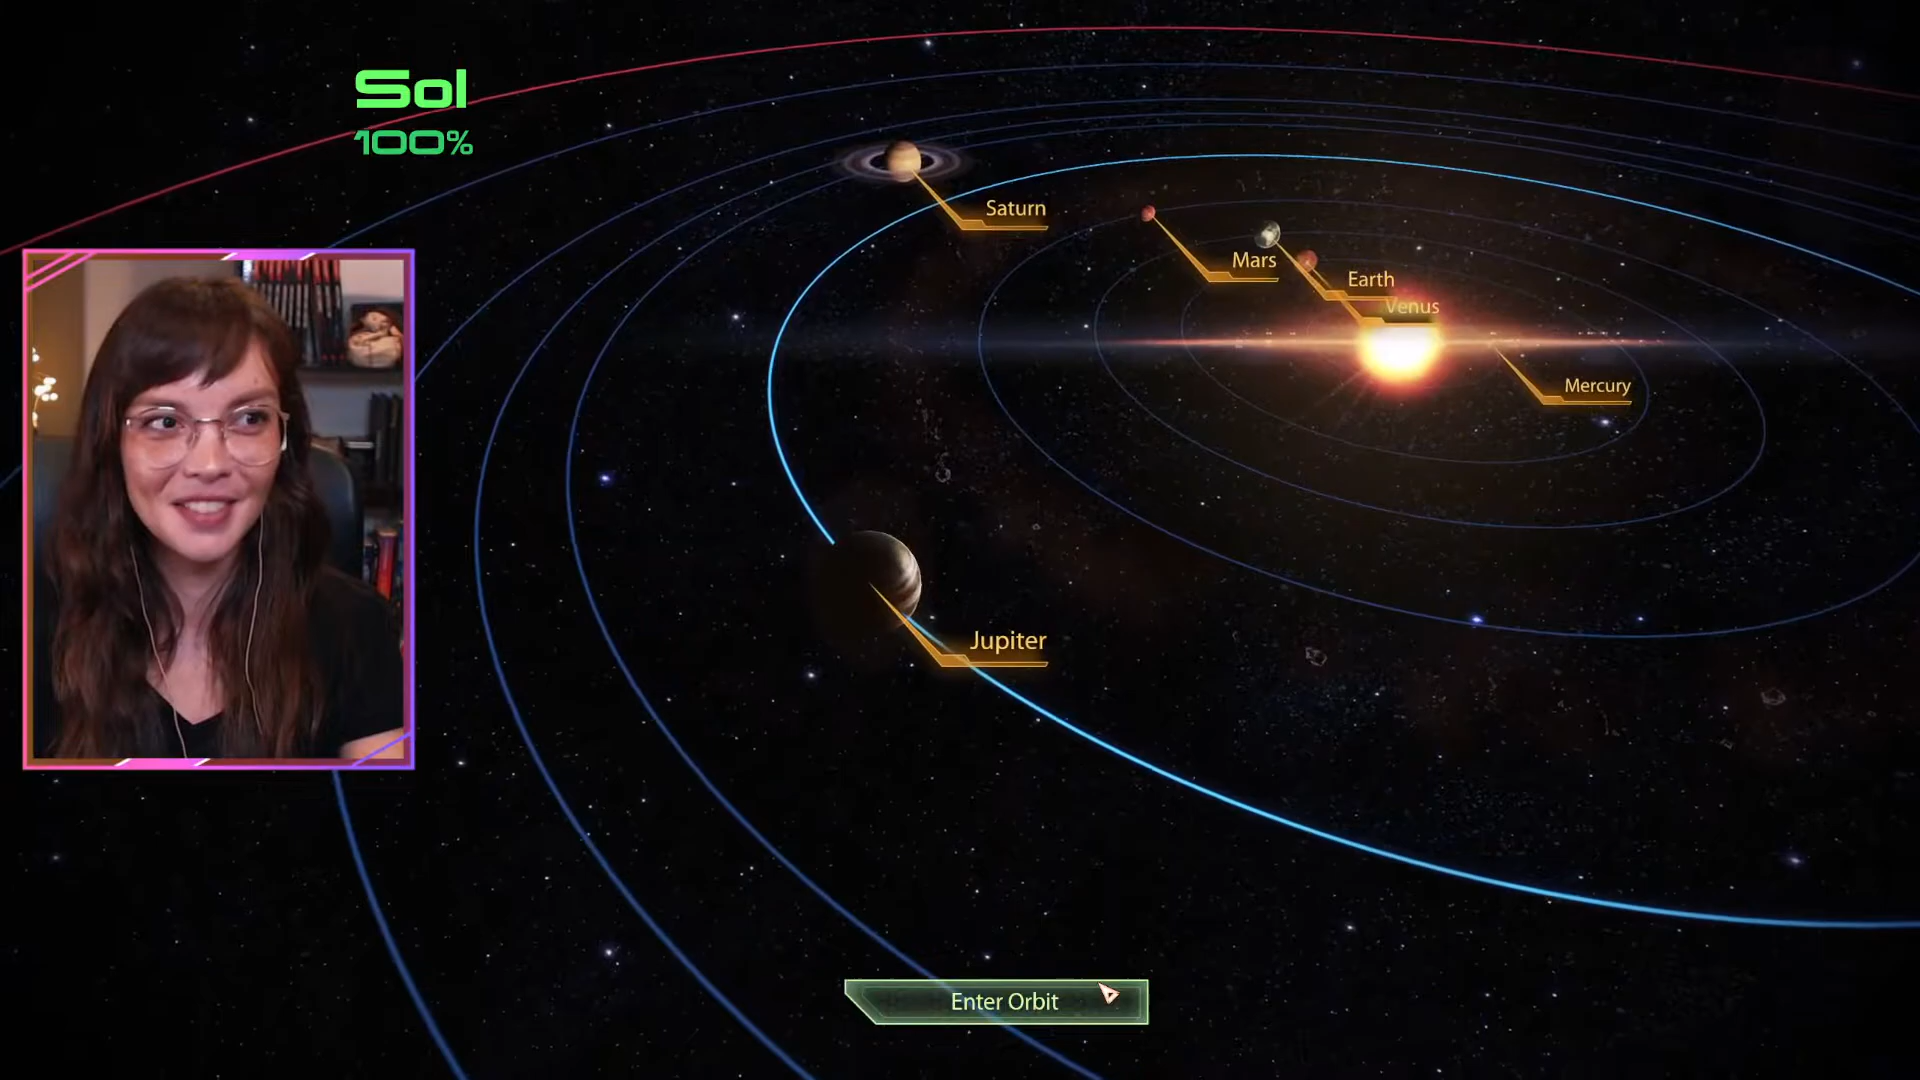 Sol
100%
Saturn
Mars
Earth
Venus
Mercury
Jupiter
Enter Orbit